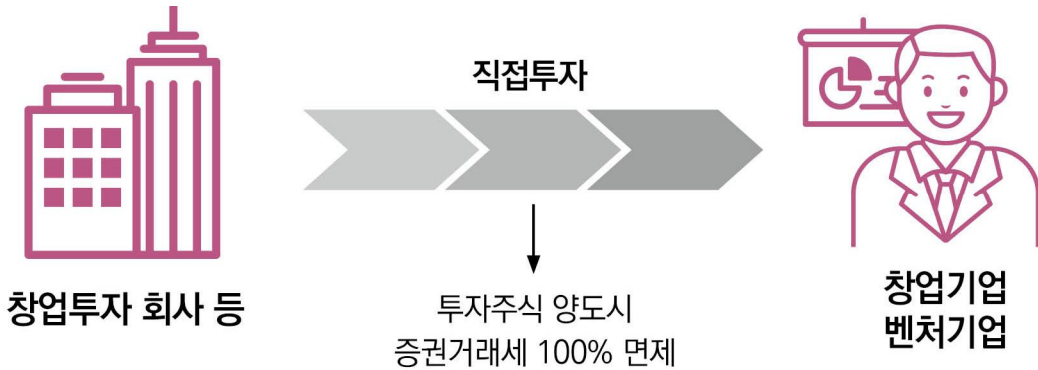 직접투자
창업투자 회사 등
투자주식 양도시
증권거래세 100% 면제
창업기업
벤처기업